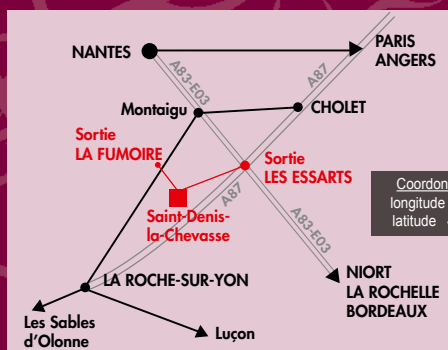 NANTES
PARIS
ANGERS
A83-E03
A87
Montaigu
CHOLET
Sortie
LA FUMOIRE
Sortie
LES ESSARTS
A87
Saint-Denis-
la-Chevasse
A83-E03
longitude
latitude
LA ROCHE-SUR-YON
NIORT
LA ROCHELLE
BORDEAUX
Les Sables
d'Olonne
Luçon